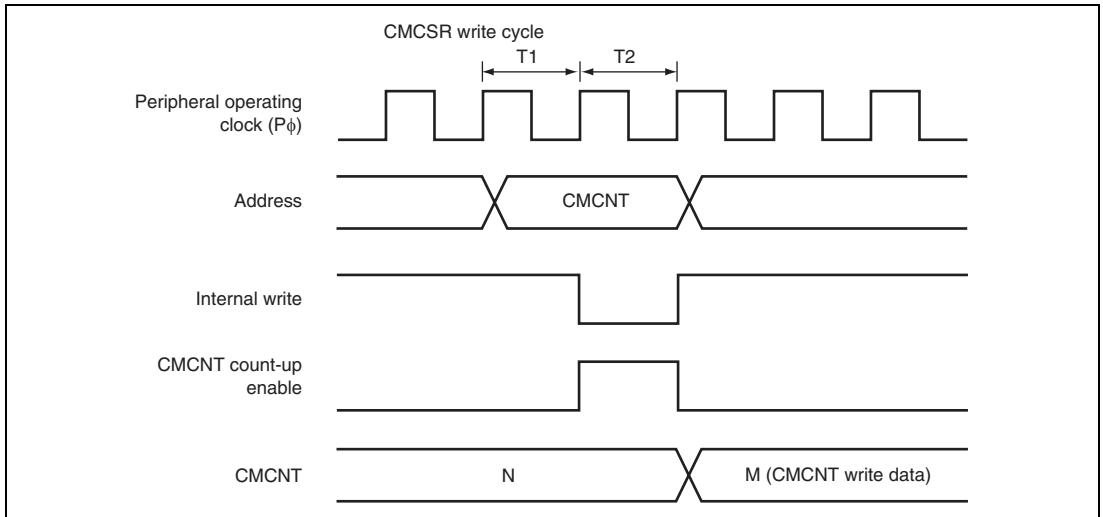 CMCSR write cycle
T1
T2
Peripheral operating
clock (Pϕ)
Address
CMCNT
Internal write
CMCNT count-up
enable
CMCNT
N
M (CMCNT write data)